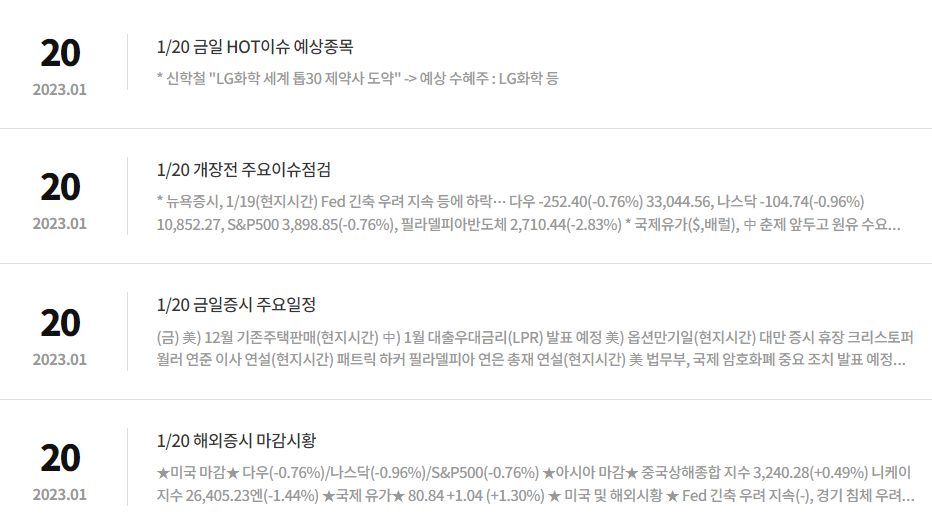 20
2023.01
1/20 금일 HOT이슈 예상종목
* 신학철 "LG화학 세계 톱30 제약사 도약" -> 예상 수혜주 : LG화학 등
20
2023.01
1/20 개장전 주요이슈점검
* 뉴욕증시, 1/19(현지시간) Fed 긴축 우려 지속 등에 하락… 다우 -252.40(-0.76%) 33,044.56, 나스닥 -104.74(-0.96%)
10,852.27, S&P500 3,898.85(-0.76%), 필라델피아반도체 2,710.44(-2.83%) * 국제유가($,배럴), 中 춘제 앞두고 원유 수요...
20
2023.01
1/20 금일증시 주요일정
(금) 美) 12월 기존주택판매(현지시간) 中) 1월 대출우대금리(LPR) 발표 예정 美) 옵션만기일(현지시간) 대만 증시 휴장 크리스토퍼
월러 연준 이사 연설(현지시간) 패트릭 하커 필라델피아 연은 총재 연설(현지시간) 美 법무부, 국제 암호화폐 중요 조치 발표 예정...
20
2023.01
1/20 해외증시 마감시황
★미국 마감★ 다우(-0.76%)/나스닥(-0.96%)/S&P500(-0.76%) ★아시아 마감★ 중국상해종합 지수 3,240.28(+0.49%) 니케이
지수 26,405.23엔(-1.44%) ★국제 유가★ 80.84 +1.04 (+1.30%) ★ 미국 및 해외시황 ★ Fed 긴축 우려 지속(-), 경기 침체 우려...